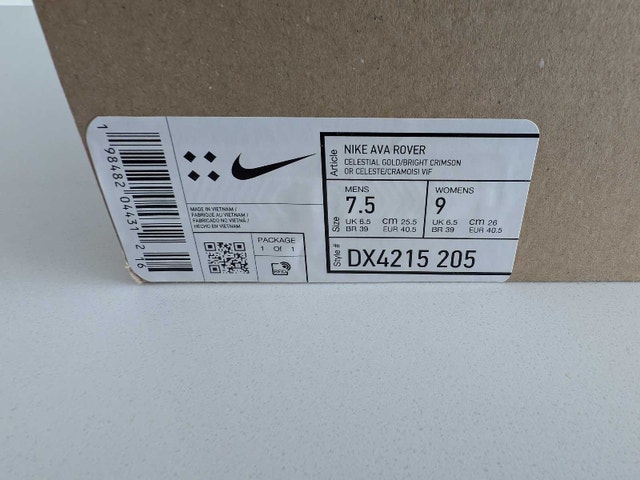 1 98482 04431 2 16
MADE IN VIETNAM /
FABRIQUE AU VIETNAM /
FABRICADO NO VIETNÃ /
HECHO EN VIETNAM
PACKAGE
1 OF 1
Article
NIKE AVA ROVER
CELESTIAL GOLD/BRIGHT CRIMSON
OR CELESTE/CRAMOISI VIF
Size
MENS
7.5
UK 6.5 cm 25.5
BR 39 EUR 40.5
WOMENS
9
UK 6.5 cm 26
BR 39 EUR 40.5
Style #
DX4215 205